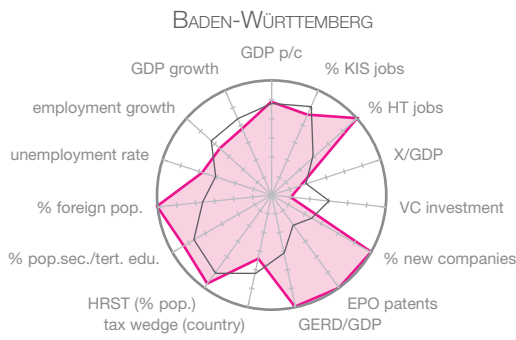 BADEN-WÜRTTEMBERG
GDP p/c
GDP growth
% KIS jobs
employment growth
% HT jobs
unemployment rate
X/GDP
% foreign pop.
VC investment
% pop.sec./tert. edu.
% new companies
HRST (% pop.)
EPO patents
tax wedge (country)
GERD/GDP